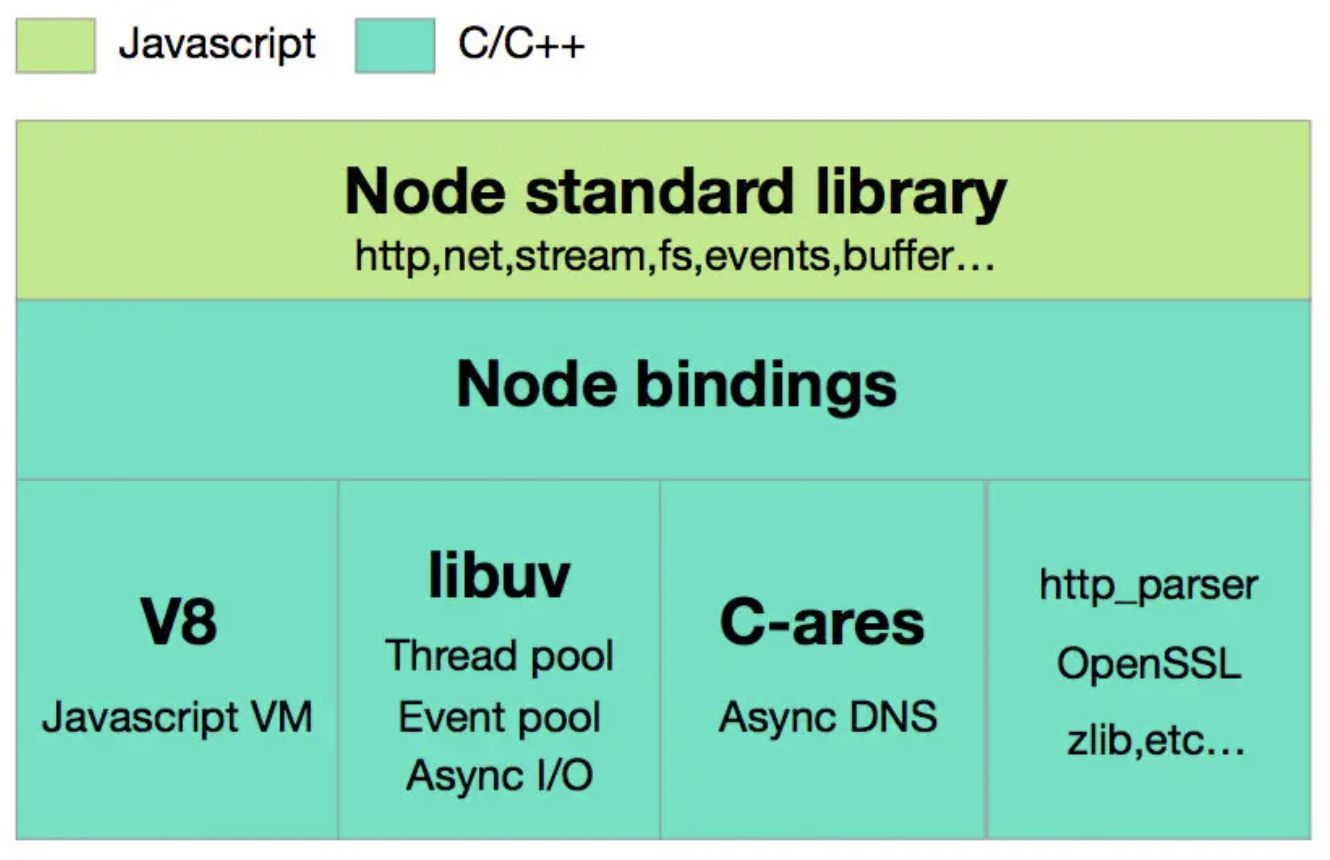 Javascript
C/C++
Node standard library
http,net,stream,fs,events,buffer…
Node bindings
V8
Javascript VM
libuv
Thread pool
Event pool
Async I/O
C-ares
Async DNS
http_parser
OpenSSL
zlib,etc…